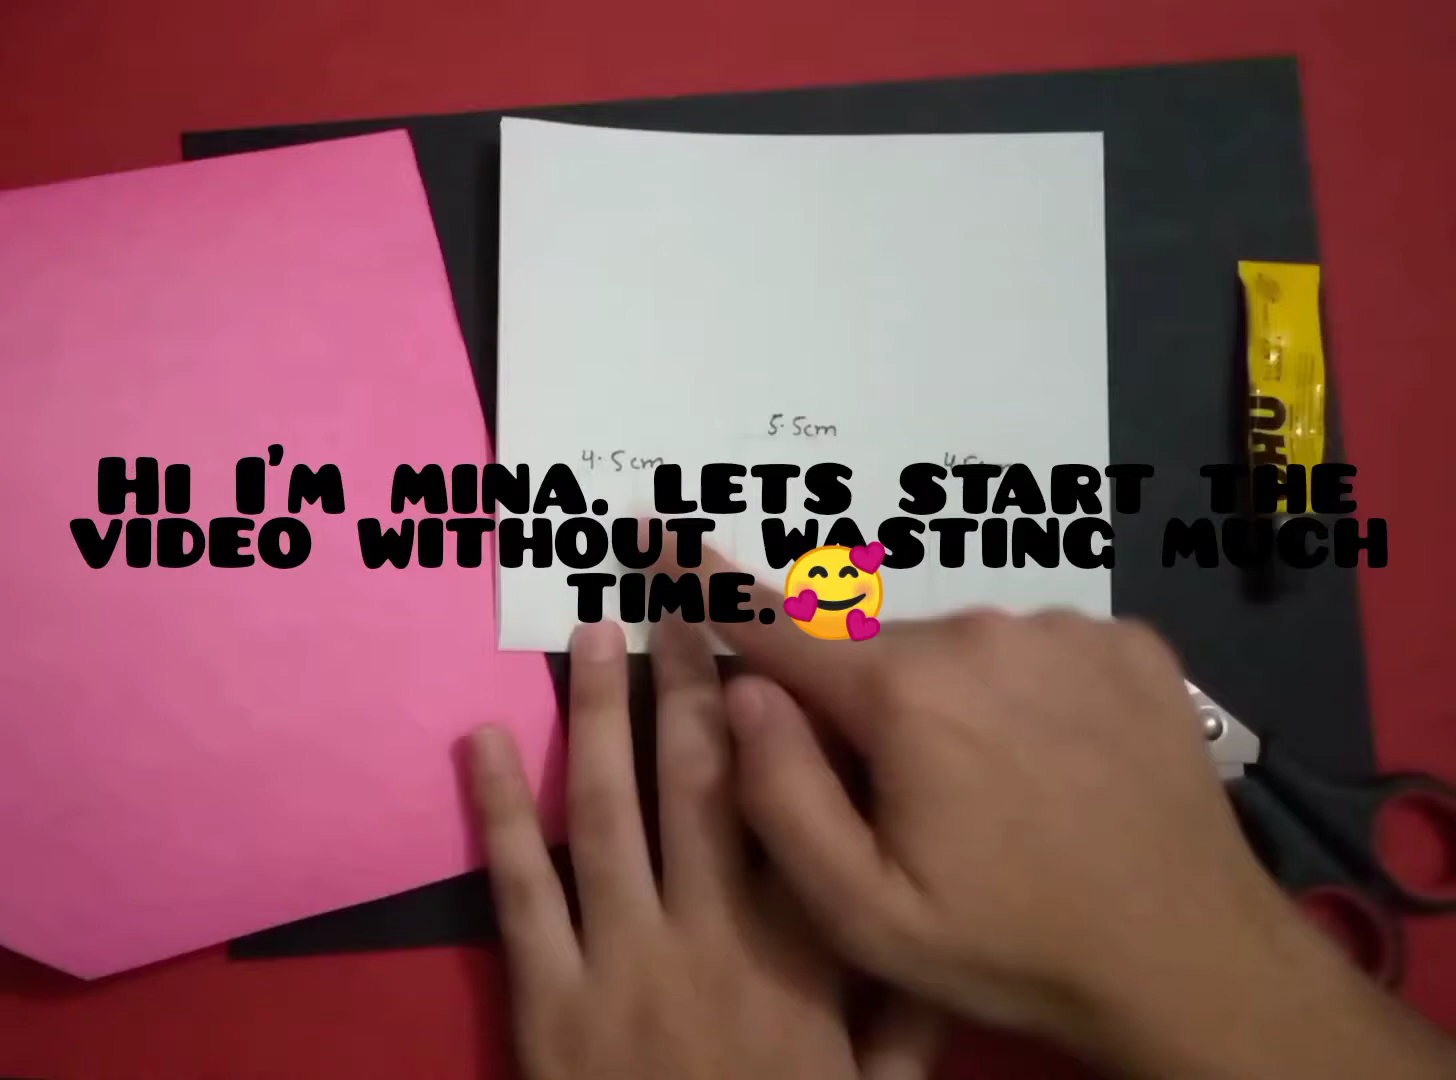 5.5cm
4.5cm
Hi I'm mina. lets start the
video without wasting much
time.🥰